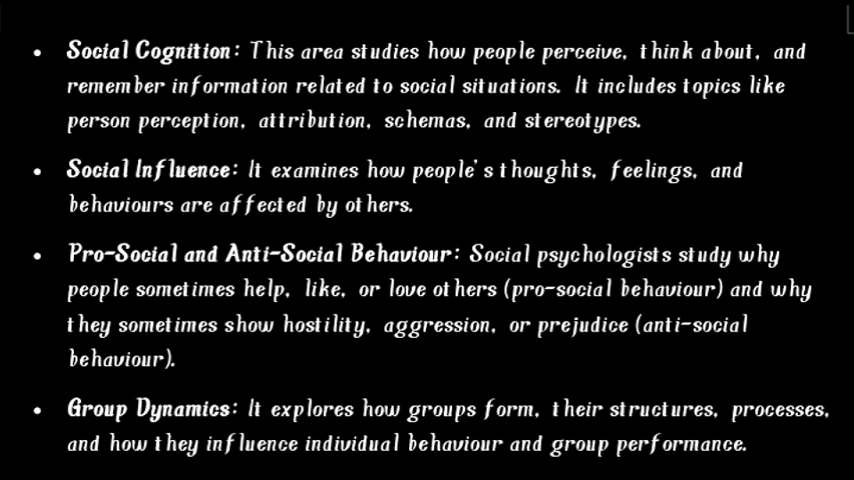 • Social Cognition: This area studies how people perceive, think about, and
remember information related to social situations. It includes topics like
person perception, attribution, schemas, and stereotypes.
• Social Influence: It examines how people's thoughts, feelings, and
behaviours are affected by others.
• Pro-Social and Anti-Social Behaviour: Social psychologists study why
people sometimes help, like, or love others (pro-social behaviour) and why
they sometimes show hostility, aggression, or prejudice (anti-social
behaviour).
• Group Dynamics: It explores how groups form, their structures, processes,
and how they influence individual behaviour and group performance.